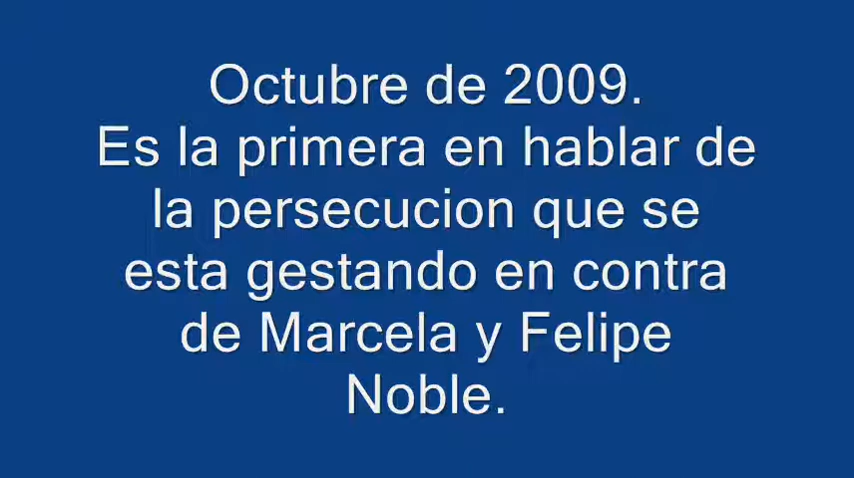 Octubre de 2009.
Es la primera en hablar de
la persecucion que se
esta gestando en contra
de Marcela y Felipe
Noble.